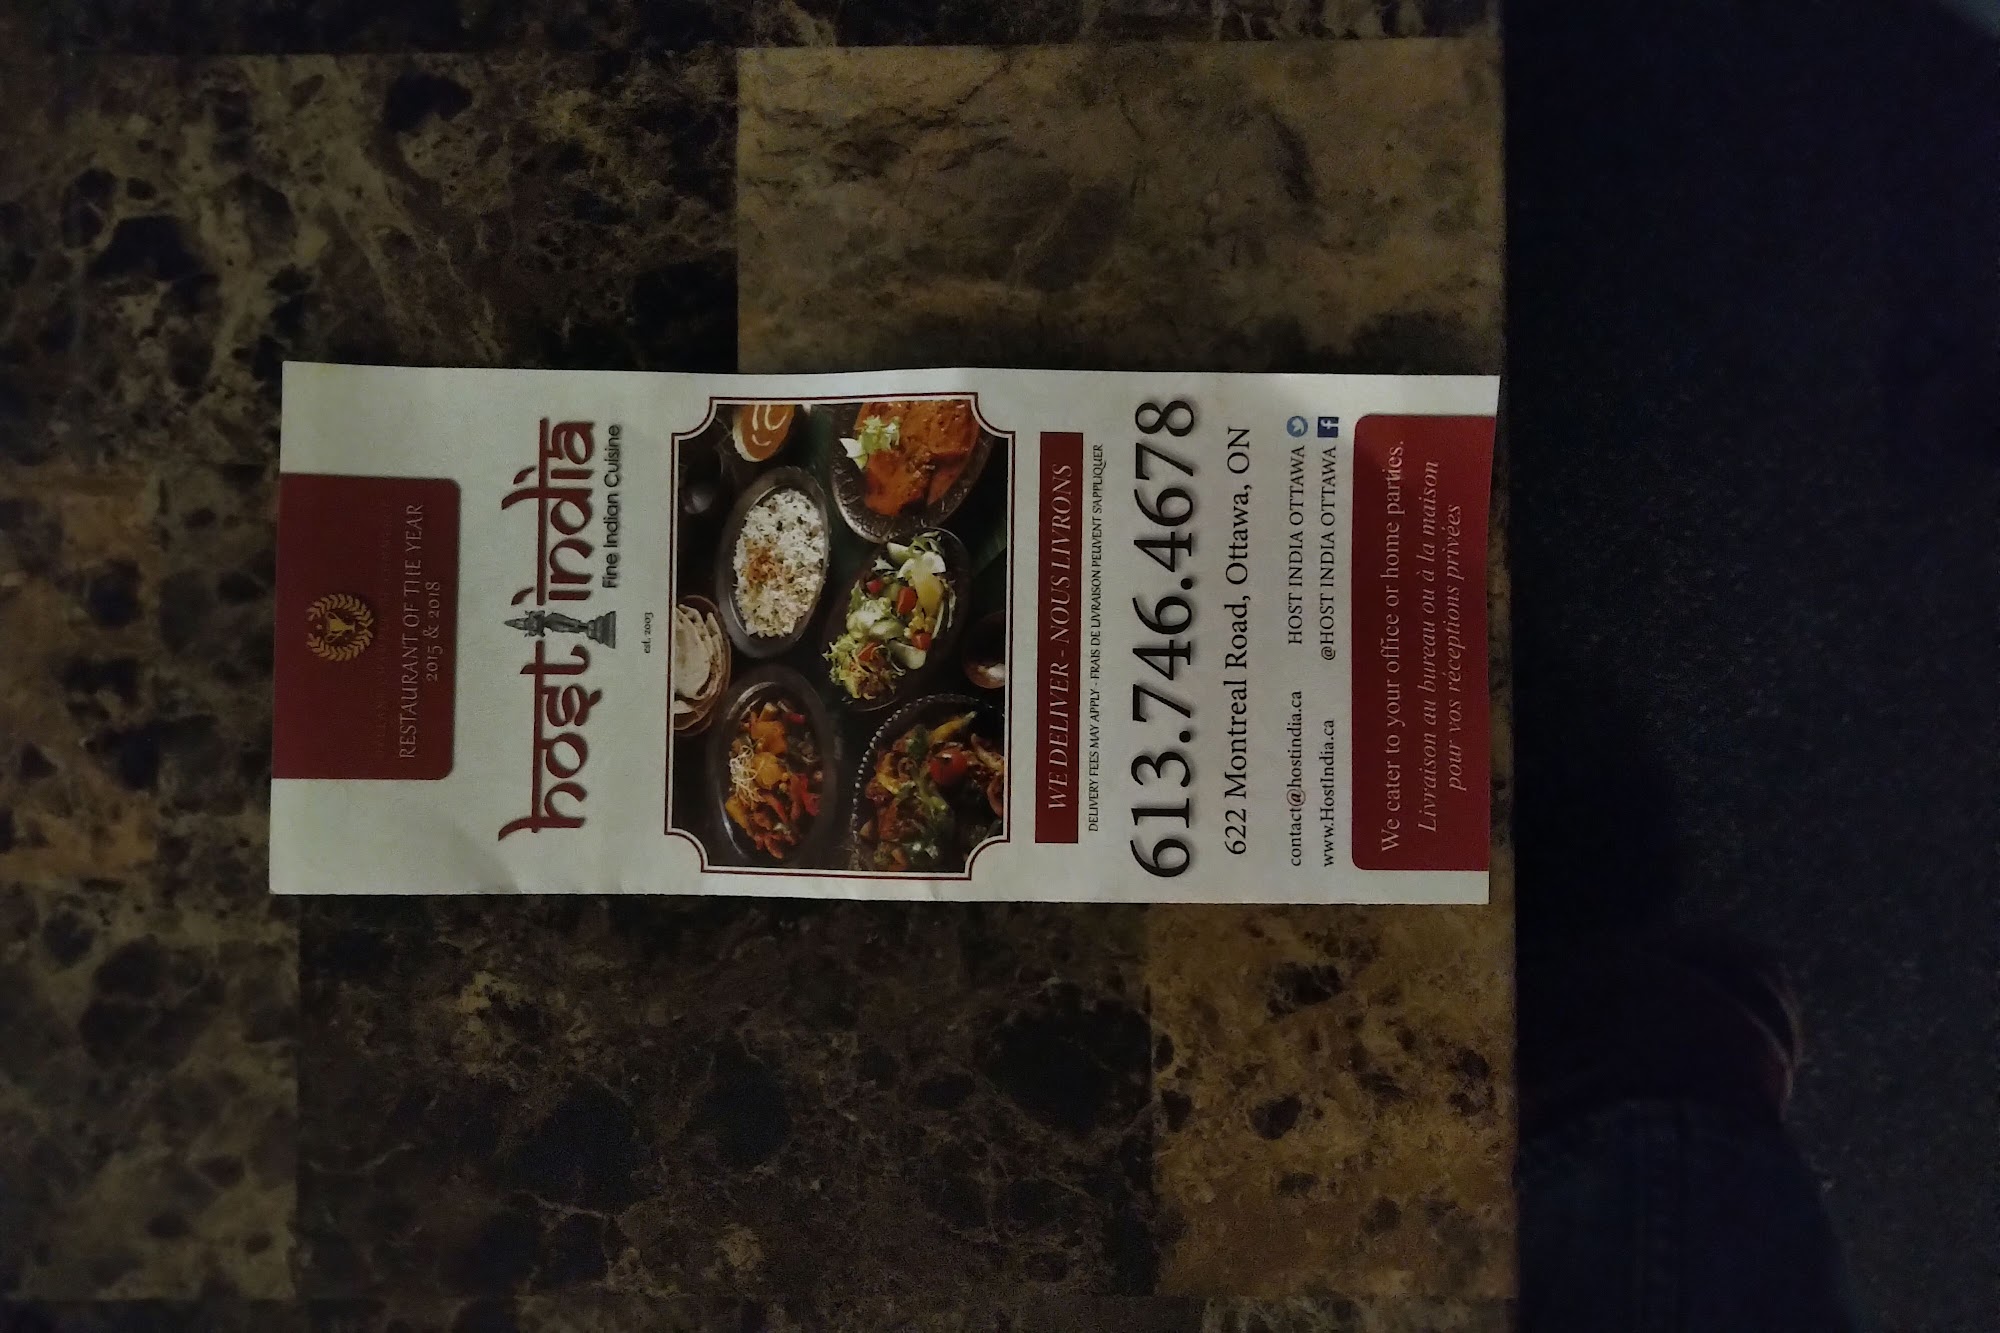 RESTAURANT OF THE YEAR
2015 & 2018
host india
Fine Indian Cuisine
est. 2003
WE DELIVER - NOUS LIVRONS
DELIVERY FEES MAY APPLY - FRAIS DE LIVRAISON PEUVENT S'APPLIQUER
613.746.4678
622 Montreal Road, Ottawa, ON
contact@hostindia.ca HOST INDIA OTTAWA
www.HostIndia.ca @HOST INDIA OTTAWA f
We cater to your office or home parties.
Livraison au bureau ou à la maison
pour vos réceptions privées